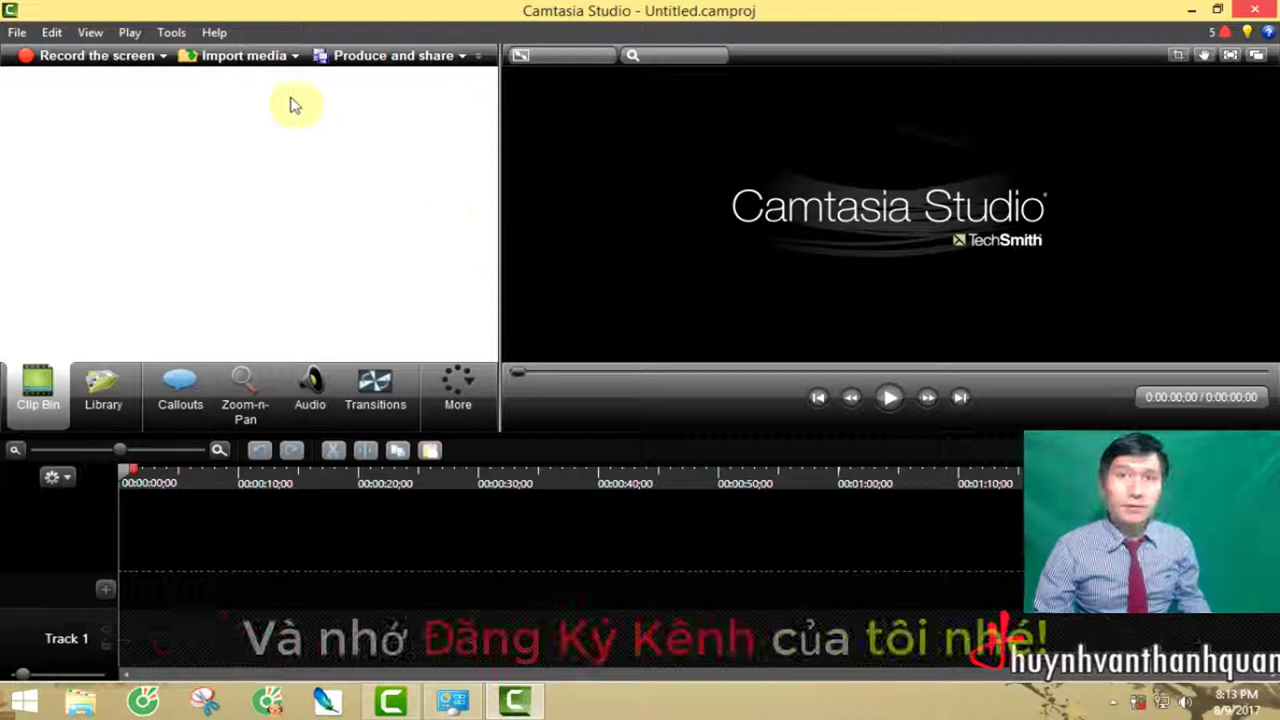 Camtasia Studio - Untitled.camproj
File Edit View Play Tools Help
5
Record the screen Import media Produce and share
Camtasia Studio
TechSmith
Clip Bin Library Callouts Zoom-n-Pan Audio Transitions More
0:00:00;00 / 0:00:00;00
00:00:00;00 00:00:10;00 00:00:20;00 00:00:30;00 00:00:40;00 00:00:50;00 00:01:00;00 00:01:10;00
Track 1
Và nhớ Đăng Ký Kênh của tôi nhé!
huynhvanthanhquan
8:13 PM
8/9/2017